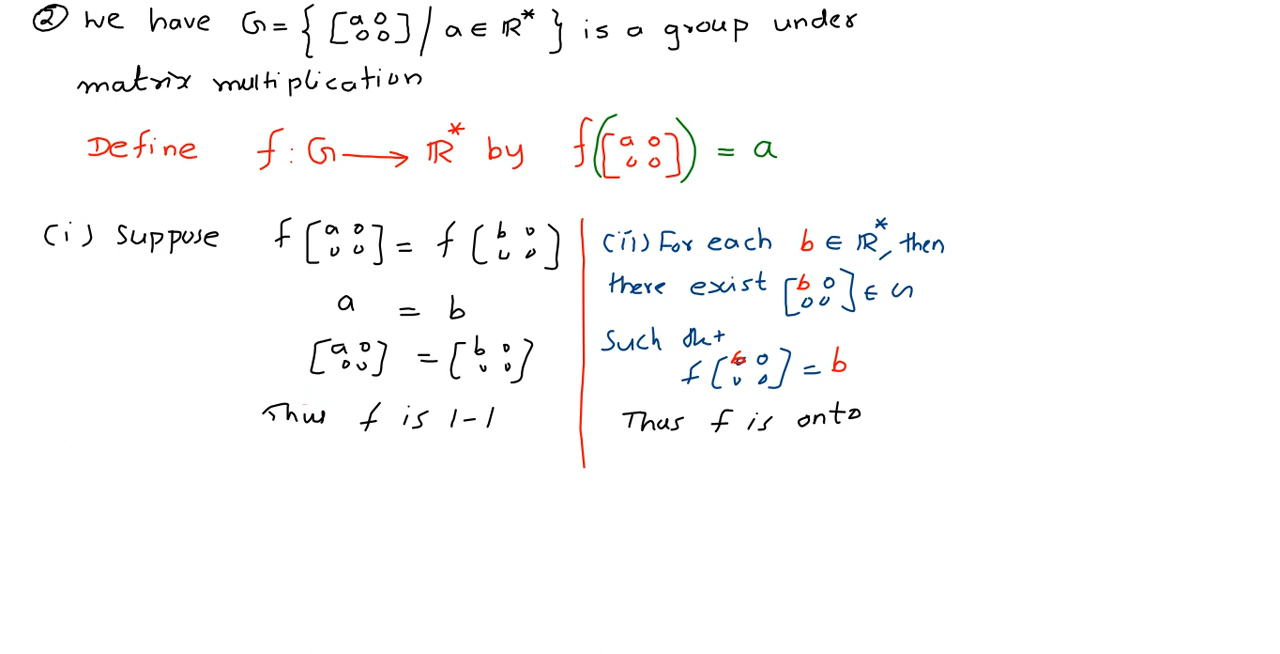 ② we have G = { [a 0 0 0] / a ∈ ℝ* } is a group under
matrix multiplication
Define f : G ⟶ ℝ* by f([a 0 0 0]) = a
(i) suppose f[a 0 0 0] = f[b 0 0 0]
a = b
[a 0 0 0] = [b 0 0 0]
Thus f is 1-1
(ii) For each b ∈ ℝ*, then
there exist [b 0 0 0] ∈ G
Such that
f[b 0 0 0] = b
Thus f is onto